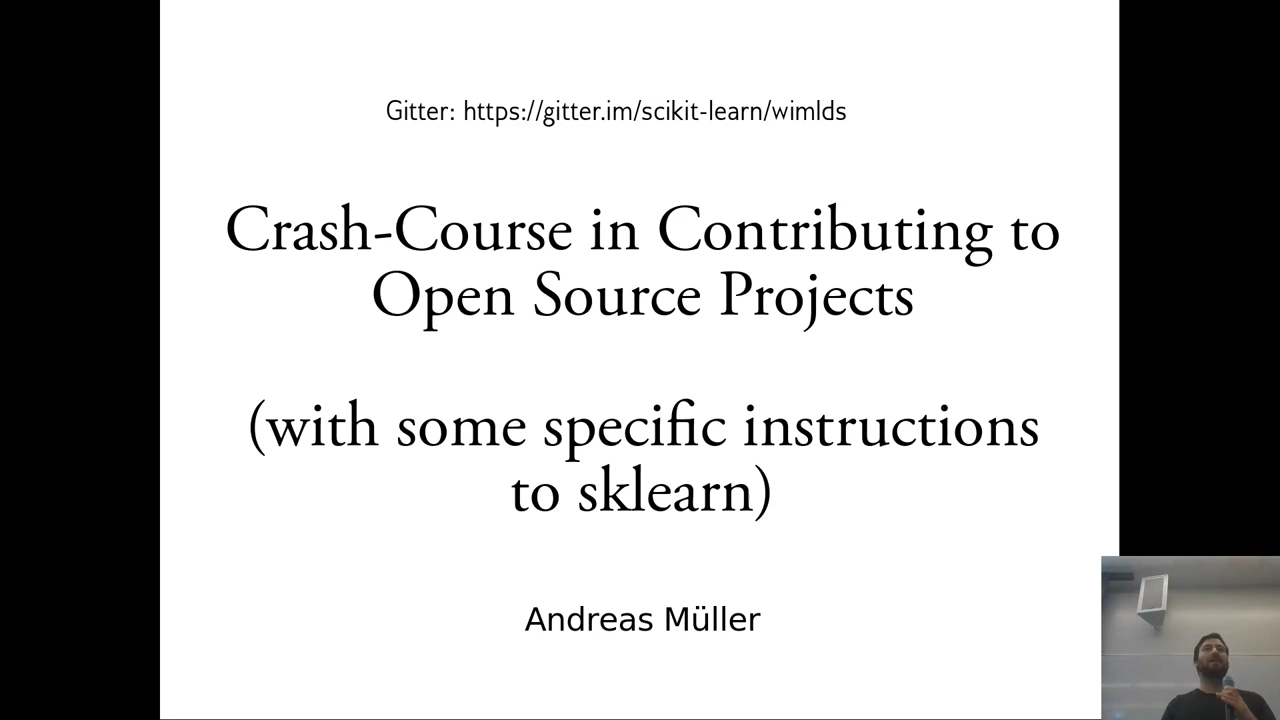 Gitter: https://gitter.im/scikit-learn/wimlds
Crash-Course in Contributing to
Open Source Projects
(with some specific instructions
to sklearn)
Andreas Müller